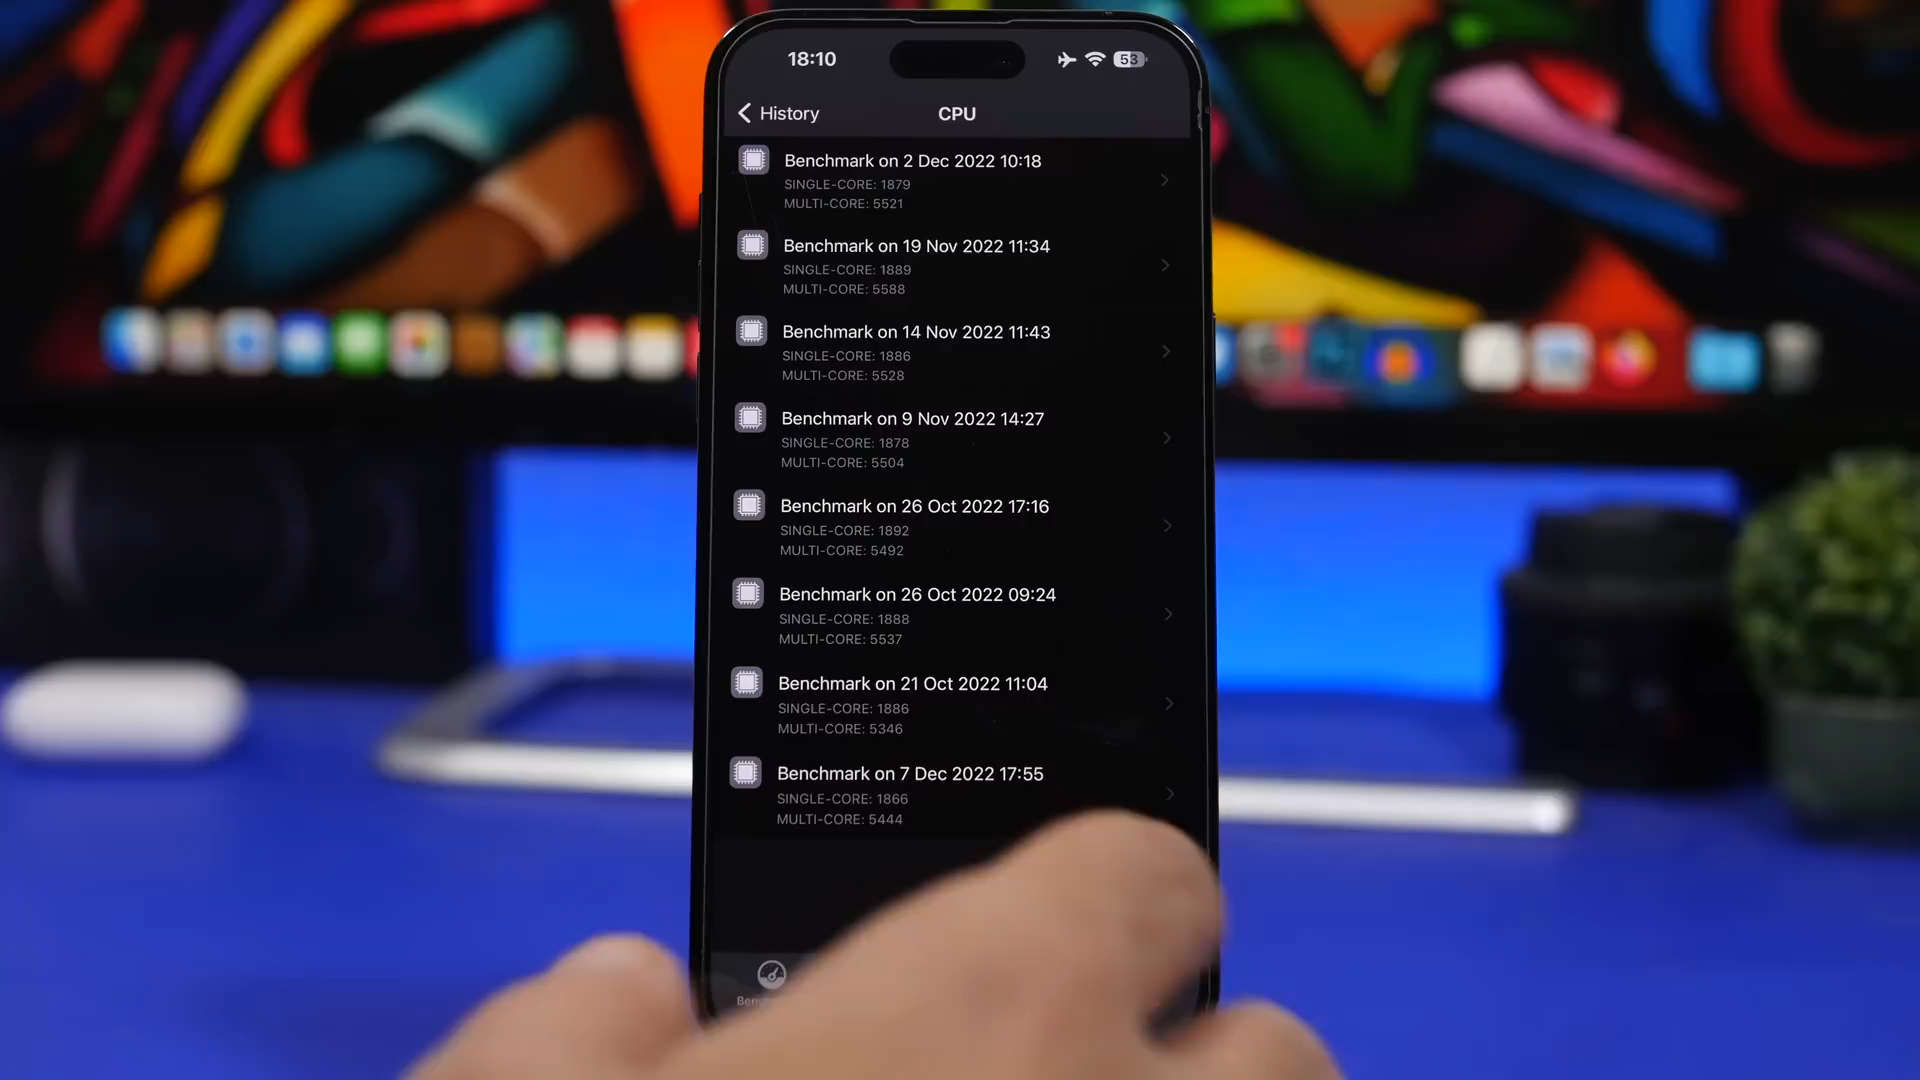 18:10
53
History
CPU
Benchmark on 2 Dec 2022 10:18
SINGLE-CORE: 1879
MULTI-CORE: 5521
Benchmark on 19 Nov 2022 11:34
SINGLE-CORE: 1889
MULTI-CORE: 5588
Benchmark on 14 Nov 2022 11:43
SINGLE-CORE: 1886
MULTI-CORE: 5528
Benchmark on 9 Nov 2022 14:27
SINGLE-CORE: 1878
MULTI-CORE: 5504
Benchmark on 26 Oct 2022 17:16
SINGLE-CORE: 1892
MULTI-CORE: 5492
Benchmark on 26 Oct 2022 09:24
SINGLE-CORE: 1888
MULTI-CORE: 5537
Benchmark on 21 Oct 2022 11:04
SINGLE-CORE: 1886
MULTI-CORE: 5346
Benchmark on 7 Dec 2022 17:55
SINGLE-CORE: 1866
MULTI-CORE: 5444